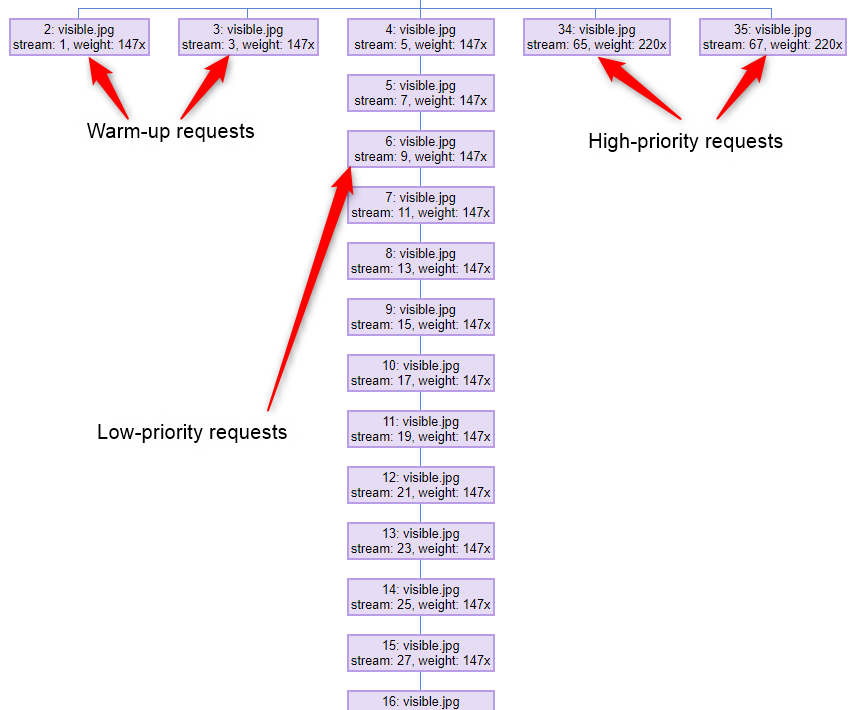 2: visible.jpg
stream: 1, weight: 147x
3: visible.jpg
stream: 3, weight: 147x
4: visible.jpg
stream: 5, weight: 147x
34: visible.jpg
stream: 65, weight: 220x
35: visible.jpg
stream: 67, weight: 220x
5: visible.jpg
stream: 7, weight: 147x
Warm-up requests
High-priority requests
6: visible.jpg
stream: 9, weight: 147x
7: visible.jpg
stream: 11, weight: 147x
8: visible.jpg
stream: 13, weight: 147x
9: visible.jpg
stream: 15, weight: 147x
10: visible.jpg
stream: 17, weight: 147x
11: visible.jpg
stream: 19, weight: 147x
Low-priority requests
12: visible.jpg
stream: 21, weight: 147x
13: visible.jpg
stream: 23, weight: 147x
14: visible.jpg
stream: 25, weight: 147x
15: visible.jpg
stream: 27, weight: 147x
16: visible.jpg